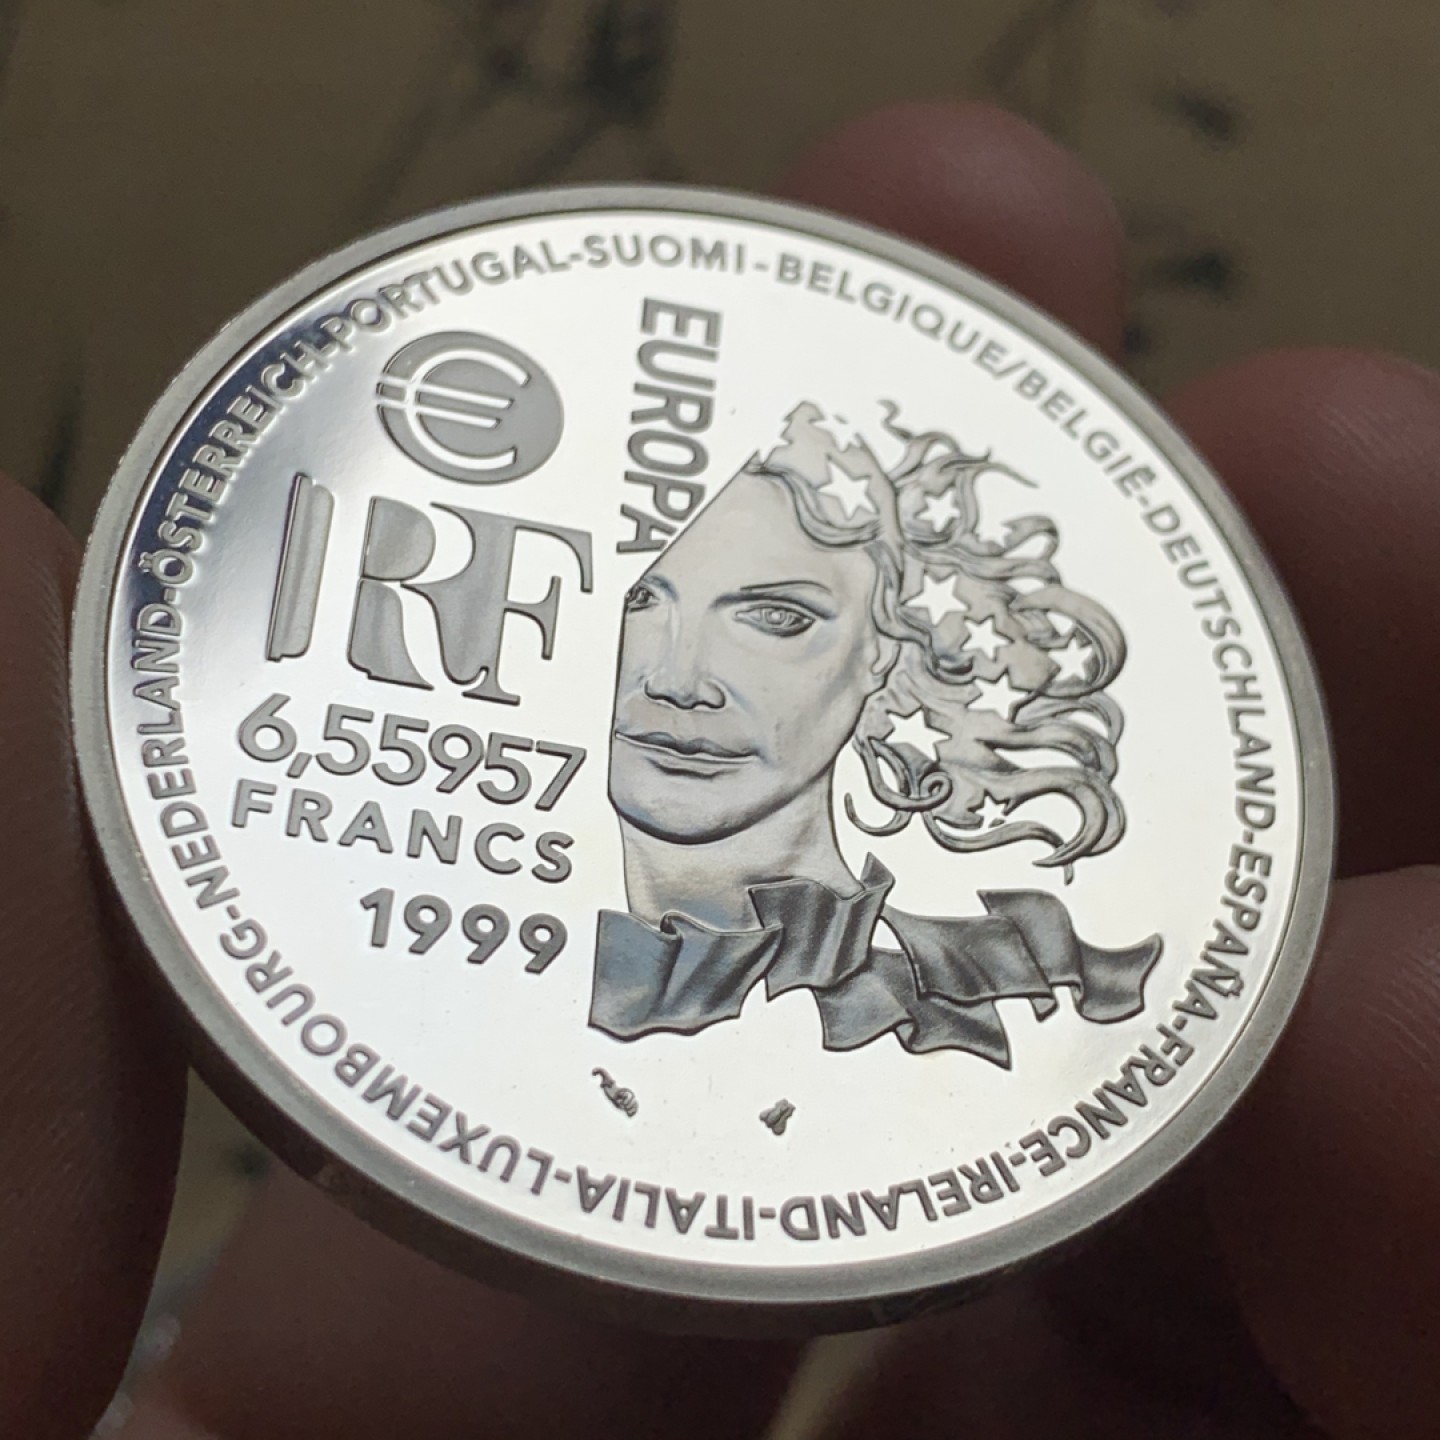 BELGIQUE/BELGIË-DEUTSCHLAND-ESPAÑA-FRANCE-IRELAND-ITALIA-LUXEMBOURG-NEDERLAND-ÖSTERREICH-PORTUGAL-SUOMI-
EUROPA
€
RF
6,55957
FRANCS
1999